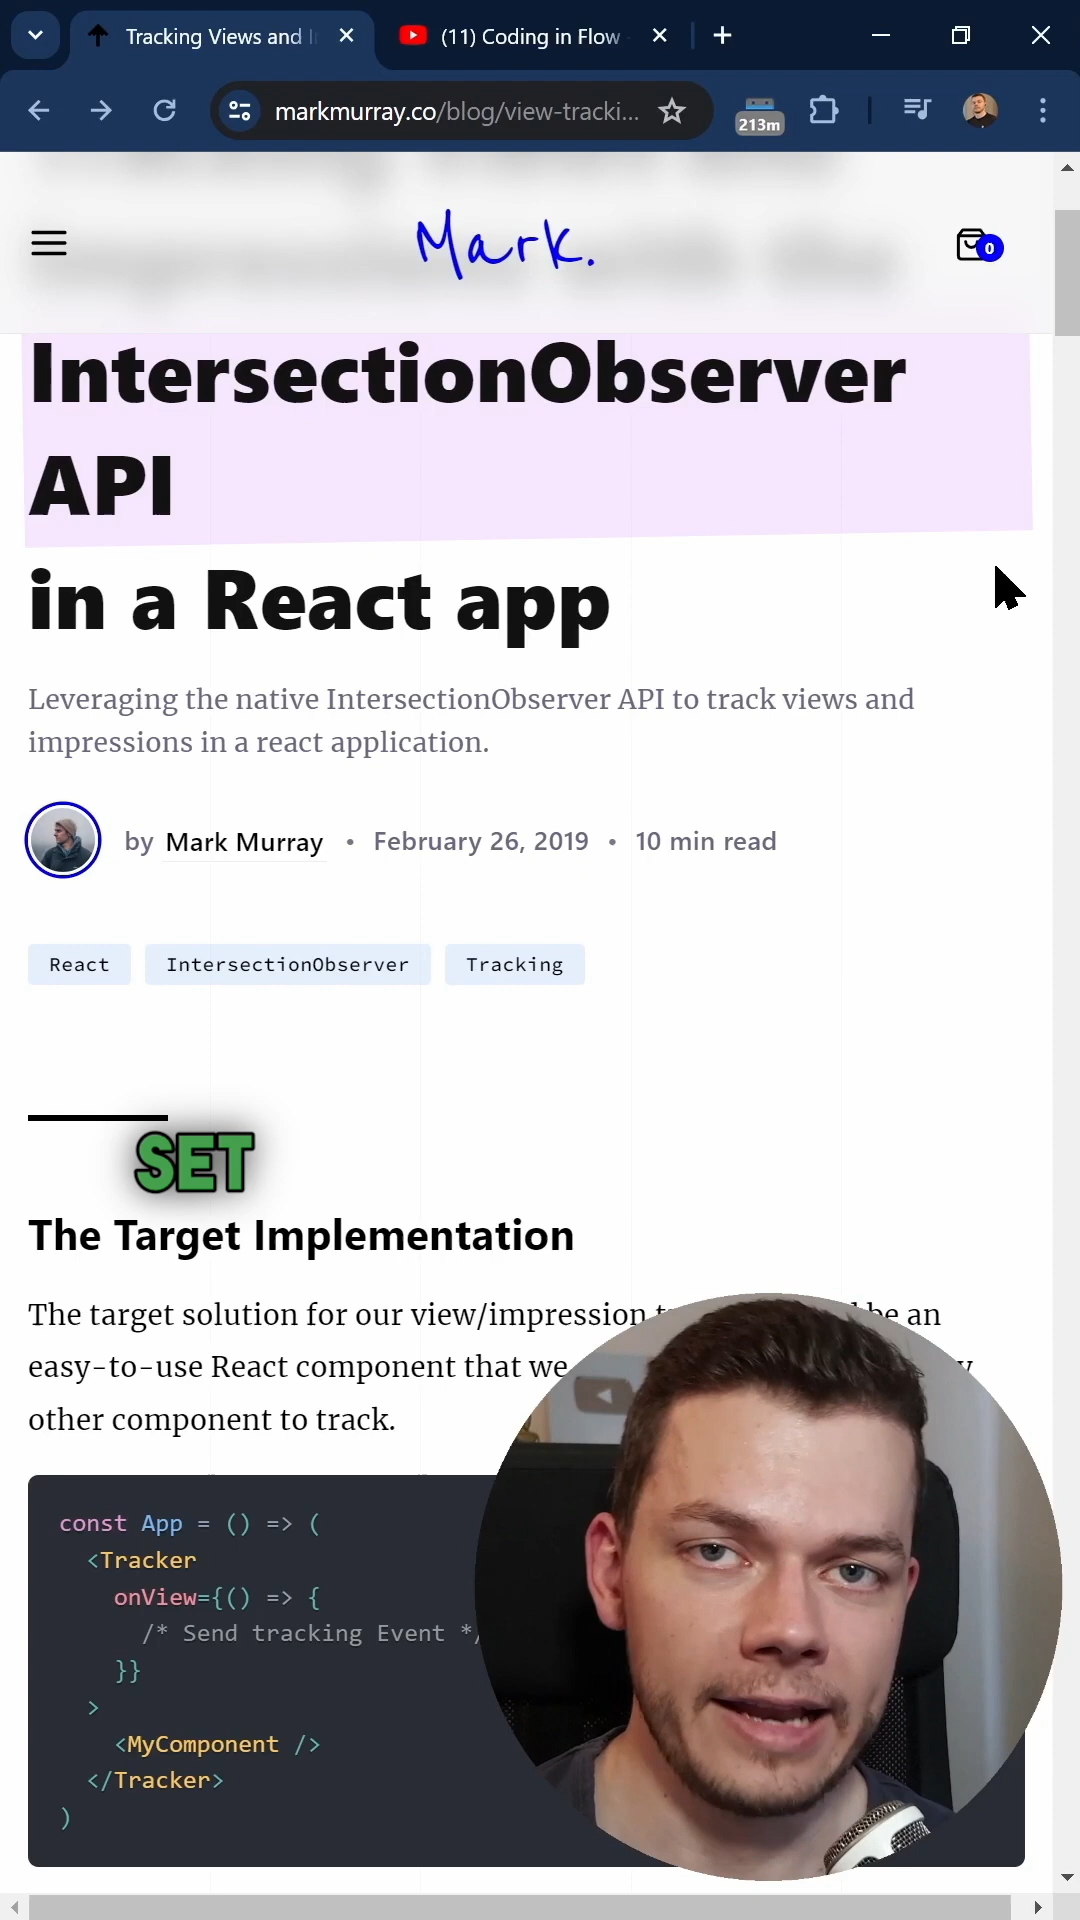 Tracking Views and I
(11) Coding in Flow
markmurray.co/blog/view-tracki...
213m
Mark.
0
IntersectionObserver
API
in a React app
Leveraging the native IntersectionObserver API to track views and
impressions in a react application.
by Mark Murray • February 26, 2019 • 10 min read
React IntersectionObserver Tracking
SET
The Target Implementation
The target solution for our view/impression be an
easy-to-use React component that we
other component to track.
const App = () => (
<Tracker
onView={() => {
/* Send tracking Event */
}}
>
<MyComponent />
</Tracker>
)